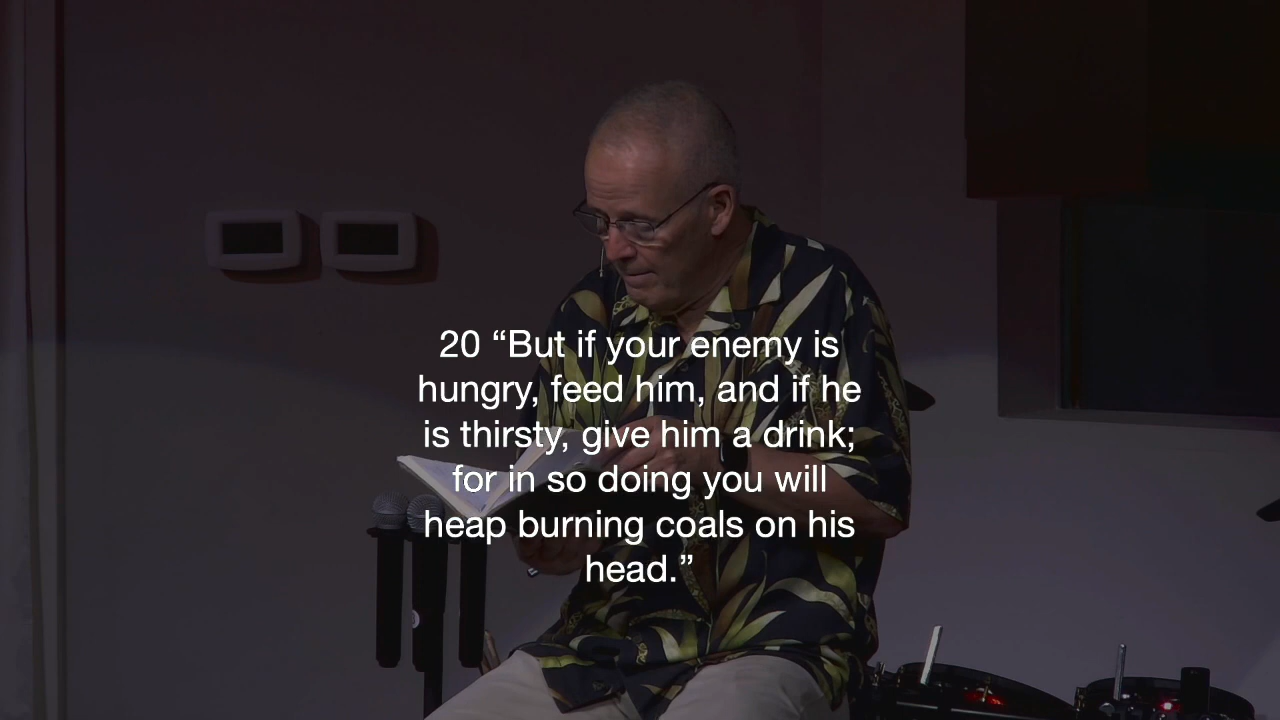 20 “But if your enemy is
hungry, feed him, and if he
is thirsty, give him a drink;
for in so doing you will
heap burning coals on his
head.”